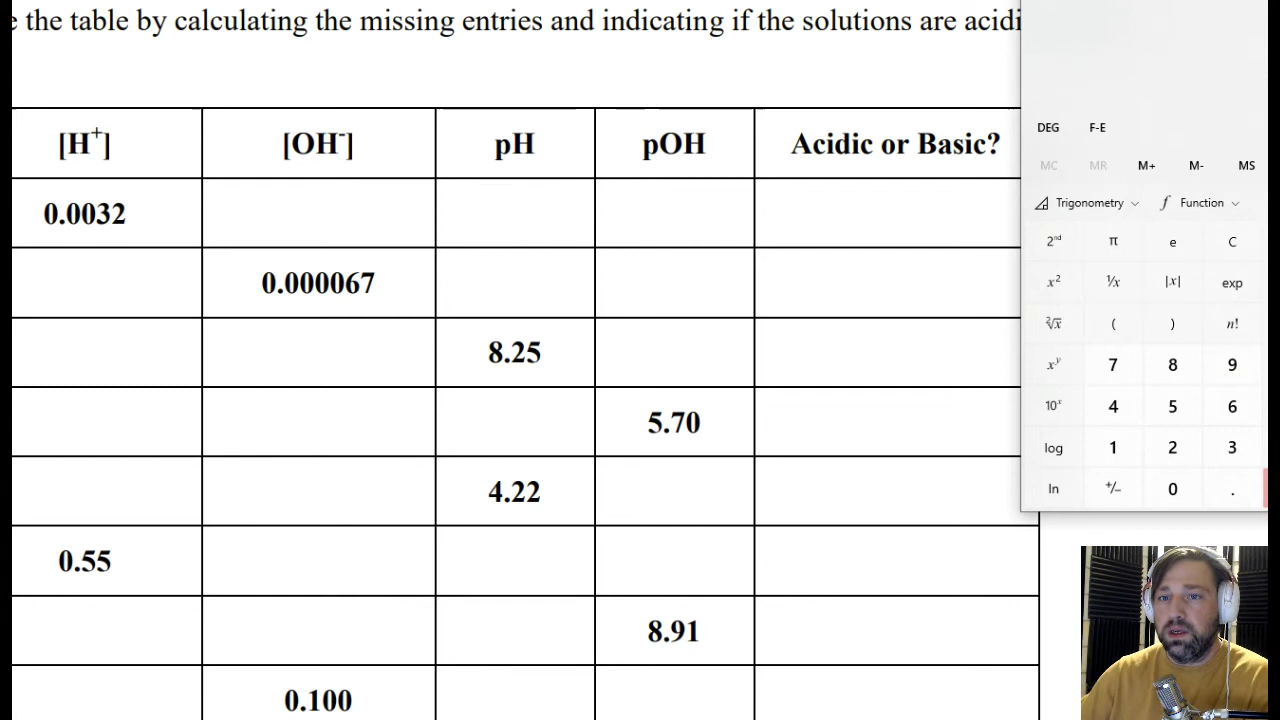 e the table by calculating the missing entries and indicating if the solutions are acidi
[H⁺] [OH⁻] pH pOH Acidic or Basic?
0.0032
0.000067
8.25
5.70
4.22
0.55
8.91
0.100
DEG F-E
MC MR M+ M- MS
Trigonometry f Function
2ⁿᵈ π e C
x² ¹/x |x| exp
²√x ( ) n!
xʸ 7 8 9
10ˣ 4 5 6
log 1 2 3
ln +/− 0 .